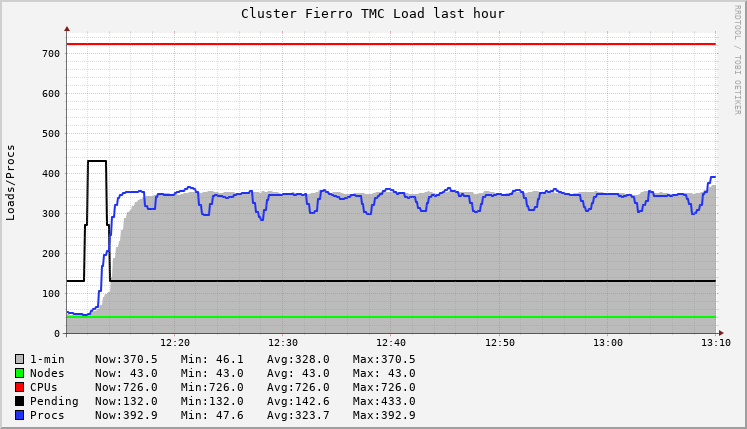 Cluster Fierro TMC Load last hour
RRDTOOL / TOBI OETIKER
Loads/Procs
700
600
500
400
300
200
100
0
12:20 12:30 12:40 12:50 13:00 13:10
1-min Now:370.5 Min: 46.1 Avg:328.0 Max:370.5
Nodes Now: 43.0 Min: 43.0 Avg: 43.0 Max: 43.0
CPUs Now:726.0 Min:726.0 Avg:726.0 Max:726.0
Pending Now:132.0 Min:132.0 Avg:142.6 Max:433.0
Procs Now:392.9 Min: 47.6 Avg:323.7 Max:392.9